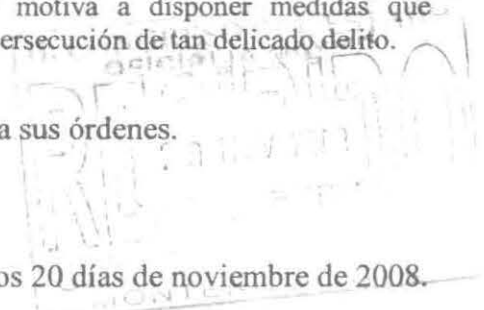 motiva a disponer medidas que
ersecución de tan delicado delito.
a sus órdenes.
os 20 días de noviembre de 2008.